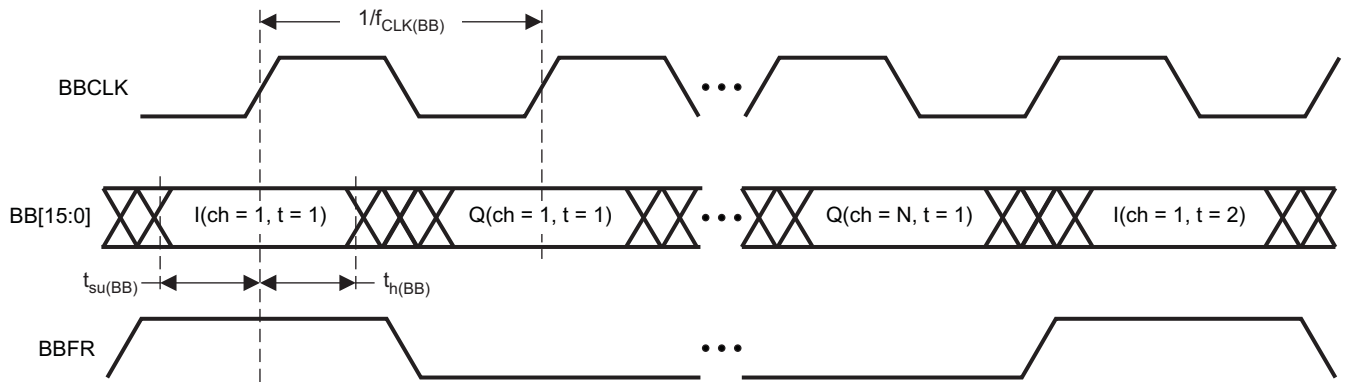 1/fCLK(BB)
BBCLK
BB[15:0]
I(ch = 1, t = 1)
Q(ch = 1, t = 1)
Q(ch = N, t = 1)
I(ch = 1, t = 2)
tsu(BB)
th(BB)
BBFR